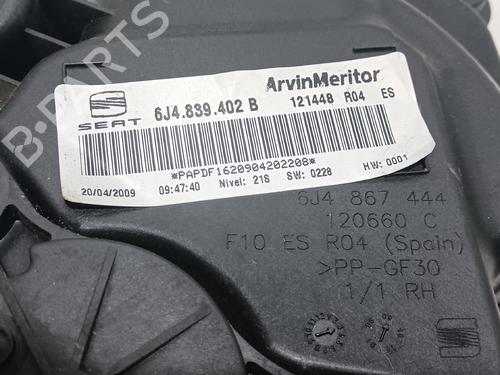 B-PARTS
ArvinMeritor
SEAT
6J4.839.402 B
121448 R04 ES
*PAPDF1620904202208*
20/04/2009 09:47:40 Nivel: 21S SW: 0228 HW: 0001
6J4 867 444
120660 C
F10 ES R04 (Spain)
>PP-GF30
1/1 RH